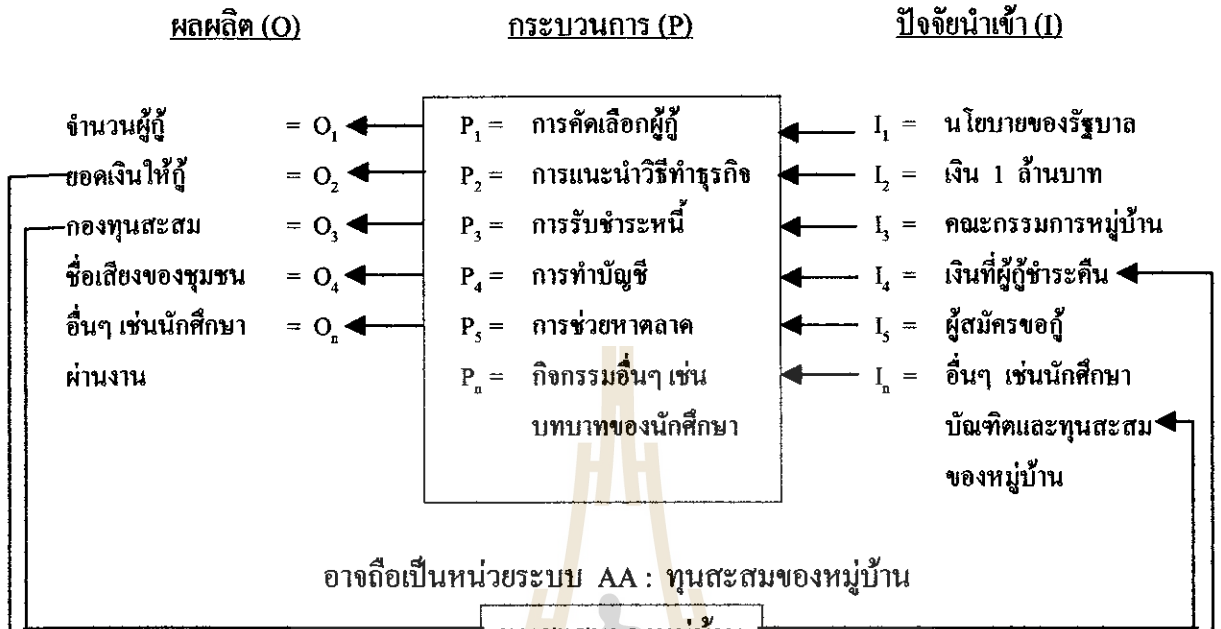 ผลผลิต (O) กระบวนการ (P) ปัจจัยนำเข้า (I)
จำนวนผู้กู้ = O₁ P₁ = การคัดเลือกผู้กู้ I₁ = นโยบายของรัฐบาล
ยอดเงินให้กู้ = O₂ P₂ = การแนะนำวิธีทำธุรกิจ I₂ = เงิน 1 ล้านบาท
กองทุนสะสม = O₃ P₃ = การรับชำระหนี้ I₃ = คณะกรรมการหมู่บ้าน
ชื่อเสียงของชุมชน = O₄ P₄ = การทำบัญชี I₄ = เงินที่ผู้กู้ชำระคืน
อื่นๆ เช่นนักศึกษา = Oₙ P₅ = การช่วยหาตลาด I₅ = ผู้สมัครขอกู้
ผ่านงาน Pₙ = กิจกรรมอื่นๆ เช่น Iₙ = อื่นๆ เช่นนักศึกษา
บทบาทของนักศึกษา บัณฑิตและทุนสะสม
ของหมู่บ้าน
อาจถือเป็นหน่วยระบบ AA : ทุนสะสมของหมู่บ้าน